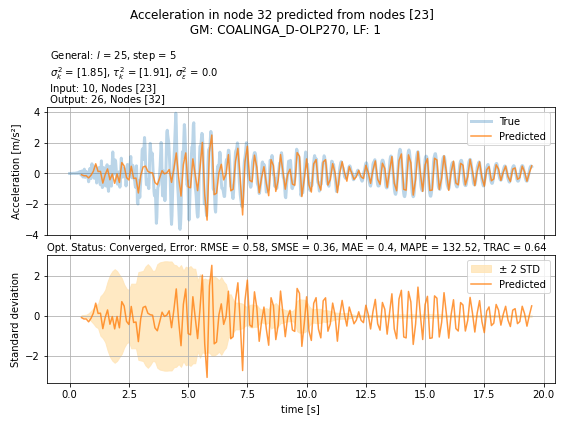 Acceleration in node 32 predicted from nodes [23]
GM: COALINGA_D-OLP270, LF: 1
General: l = 25, step = 5
σ²ₖ = [1.85], τ²ₖ = [1.91], σ²ε = 0.0
Input: 10, Nodes [23]
Output: 26, Nodes [32]
4
2
0
−2
−4
Acceleration [m/s²]
True
Predicted
Opt. Status: Converged, Error: RMSE = 0.58, SMSE = 0.36, MAE = 0.4, MAPE = 132.52, TRAC = 0.64
2
0
−2
Standard deviation
± 2 STD
Predicted
0.0 2.5 5.0 7.5 10.0 12.5 15.0 17.5 20.0
time [s]